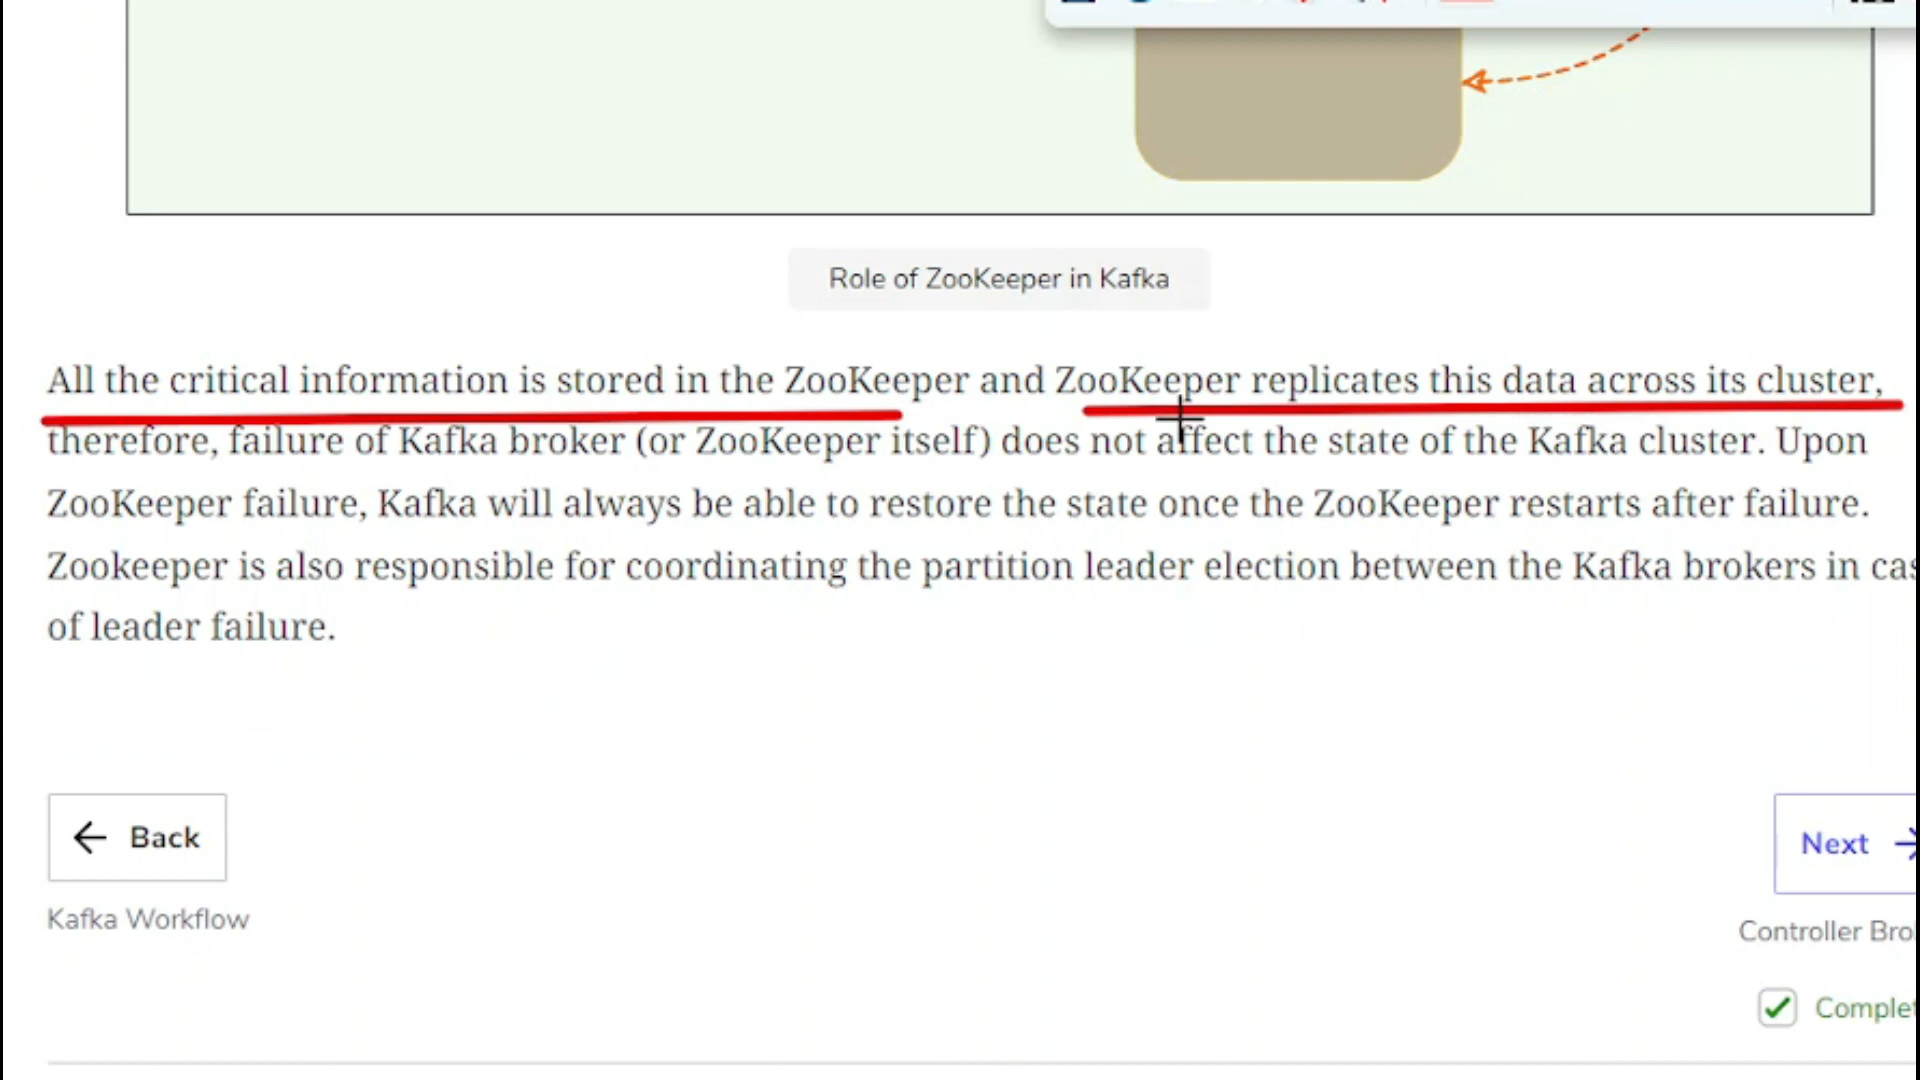 Role of ZooKeeper in Kafka
All the critical information is stored in the ZooKeeper and ZooKeeper replicates this data across its cluster,
therefore, failure of Kafka broker (or ZooKeeper itself) does not affect the state of the Kafka cluster. Upon
ZooKeeper failure, Kafka will always be able to restore the state once the ZooKeeper restarts after failure.
Zookeeper is also responsible for coordinating the partition leader election between the Kafka brokers in
of leader failure.
Back
Next
Kafka Workflow
Controller